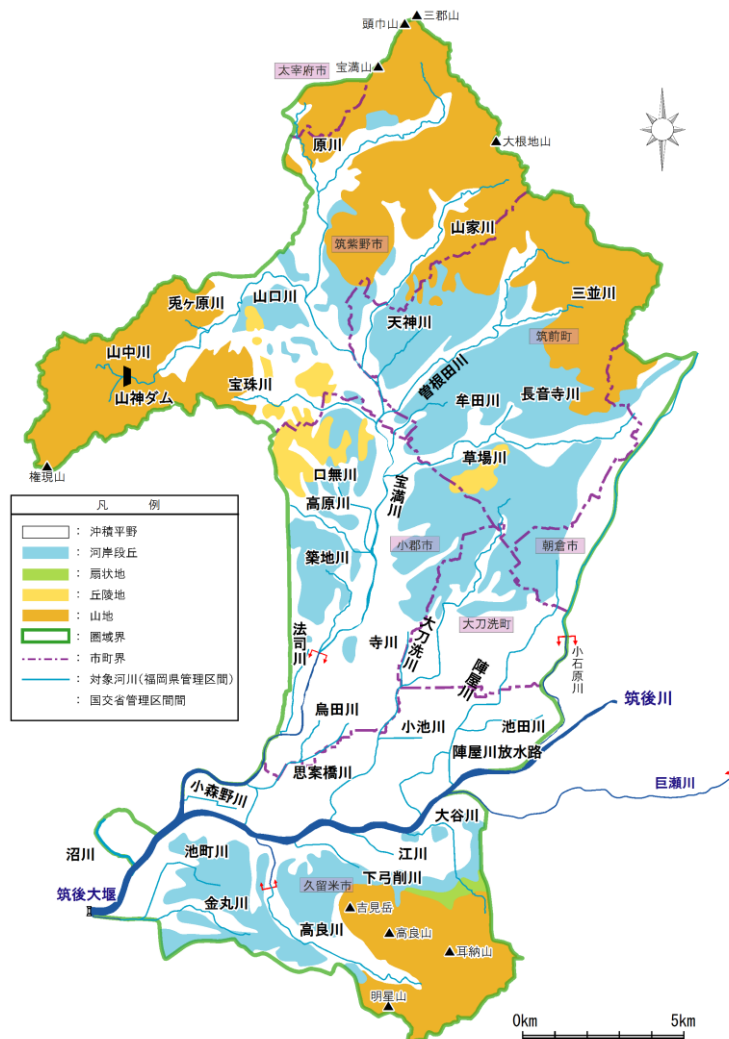 三郡山
頭巾山
宝満山
太宰府市
大根地山
原川
山家川
筑紫野市
三並川
兎ヶ原川
山口川
天神川
筑前町
山中川
曽根田川
宝珠川
牟田川
長音寺川
山神ダム
草場川
権現山
口無川
宝満川
高原川
小郡市
朝倉市
築地川
大刀洗町
法司川
寺川
大刀洗川
陣屋川
小石原川
筑後川
烏田川
小池川
池田川
陣屋川放水路
思案橋川
巨瀬川
小森野川
大谷川
沼川
池町川
江川
下弓削川
筑後大堰
久留米市
金丸川
吉見岳
高良川
高良山
耳納山
明星山
凡 例
: 沖積平野
: 河岸段丘
: 扇状地
: 丘陵地
: 山地
: 圏域界
: 市町界
: 対象河川(福岡県管理区間)
: 国交省管理区間間
0km 5km